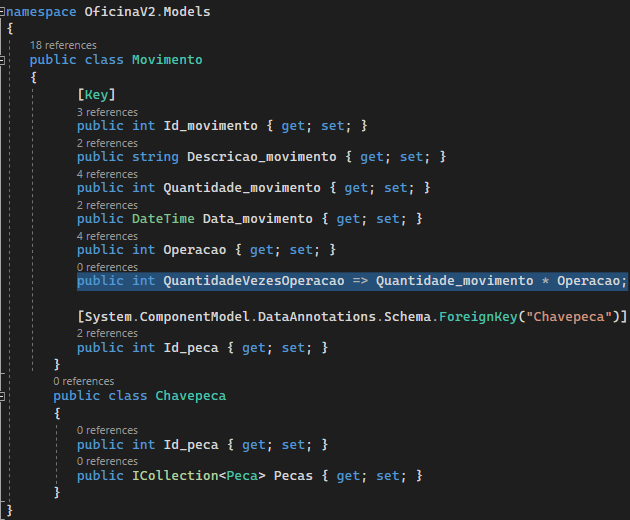 namespace OficinaV2.Models
{
18 references
public class Movimento
{
[Key]
3 references
public int Id_movimento { get; set; }
2 references
public string Descricao_movimento { get; set; }
4 references
public int Quantidade_movimento { get; set; }
2 references
public DateTime Data_movimento { get; set; }
4 references
public int Operacao { get; set; }
0 references
public int QuantidadeVezesOperacao => Quantidade_movimento * Operacao;
[System.ComponentModel.DataAnnotations.Schema.ForeignKey("Chavepeca")]
2 references
public int Id_peca { get; set; }
}
0 references
public class Chavepeca
{
0 references
public int Id_peca { get; set; }
0 references
public ICollection<Peca> Pecas { get; set; }
}
}